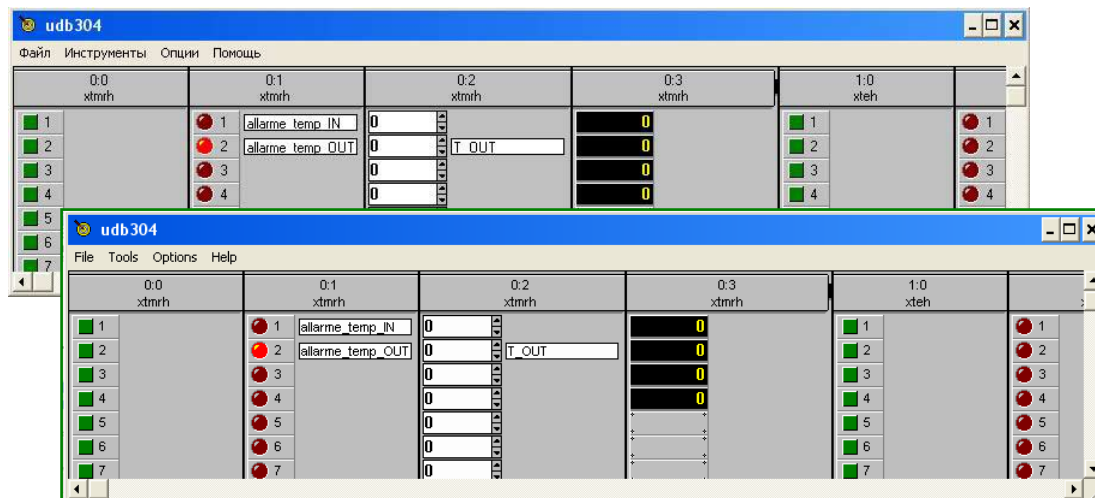 udb304
Файл Инструменты Опции Помощь
0:0 0:1 0:2 0:3 1:0
xtmrh xtmrh xtmrh xtmrh xteh
1 1 allarme_temp_IN 0 0 1 1
2 2 allarme_temp_OUT 0 T_OUT 0 2 2
3 3 0 0 3 3
4 4 0 0 4 4
5
6
7
udb304
File Tools Options Help
0:0 0:1 0:2 0:3 1:0
xtmrh xtmrh xtmrh xtmrh xteh
1 1 allarme_temp_IN 0 0 1 1
2 2 allarme_temp_OUT 0 T_OUT 0 2 2
3 3 0 0 3 3
4 4 0 0 4 4
5 5 0 5 5
6 6 0 6 6
7 7 0 7 7